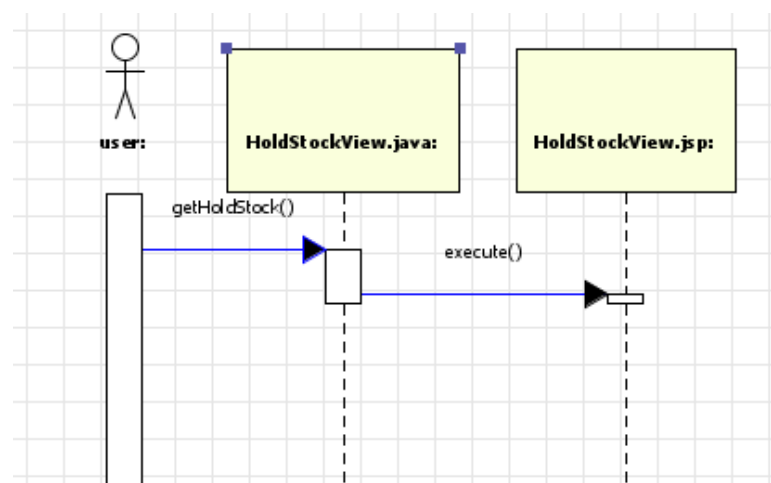 user:
HoldStockView.java:
HoldStockView.jsp:
getHoldStock()
execute()